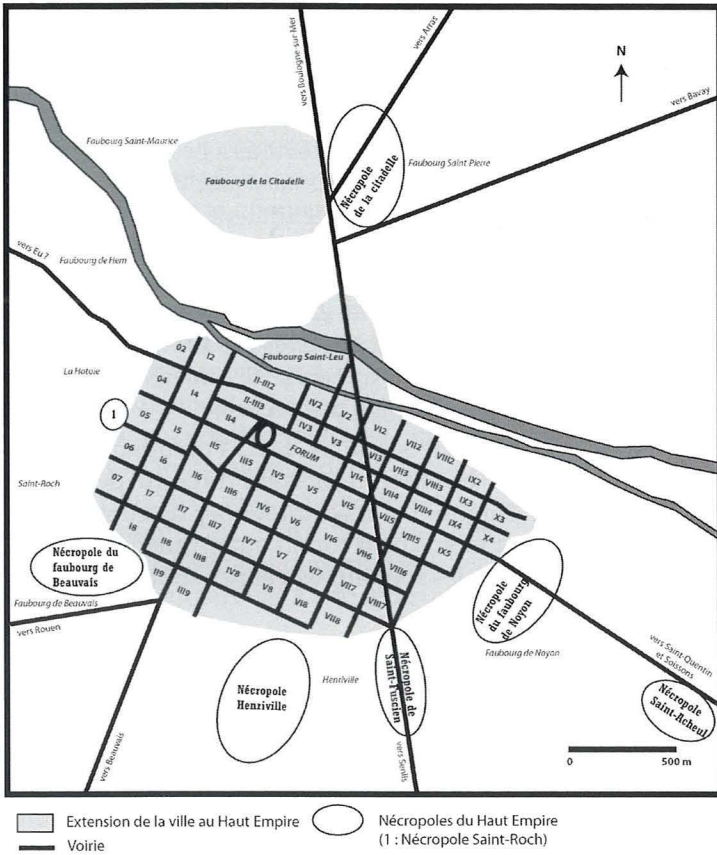 vers Boulogne-sur-Mer
vers Arras
N
vers Bavay
Faubourg Saint-Maurice
Faubourg de la Citadelle
Nécropole
de la citadelle
Faubourg Saint Pierre
vers Eu ?
Faubourg de Hem
Faubourg Saint-Leu
La Hotoie
02
I2
II-III2
IV2
V2
VI2
VII2
VIII2
IX2
X3
04
I4
II-III3
IV3
V3
VI3
VII3
VIII3
IX3
X4
1
05
I5
II4
FORUM
VI4
VII4
VIII4
IX4
06
I6
II5
III5
IV5
V5
VI5
VII5
VIII5
IX5
Saint-Roch
07
I7
II6
III6
IV6
V6
VI6
VII6
VIII6
I8
II7
III7
IV7
V7
VI7
VII7
VIII7
II8
III8
IV8
V8
VI8
VII8
II9
III9
Nécropole du
faubourg de
Beauvais
Faubourg de Beauvais
vers Rouen
Nécropole
du faubourg
de Noyon
Faubourg de Noyon
vers Saint-Quentin
et Soissons
Nécropole
Henriville
Henriville
Nécropole de
Saint-Fuscien
Nécropole
Saint-Acheul
vers Beauvais
vers Senlis
0
500 m
Extension de la ville au Haut Empire
Voirie
Nécropoles du Haut Empire
(1 : Nécropole Saint-Roch)